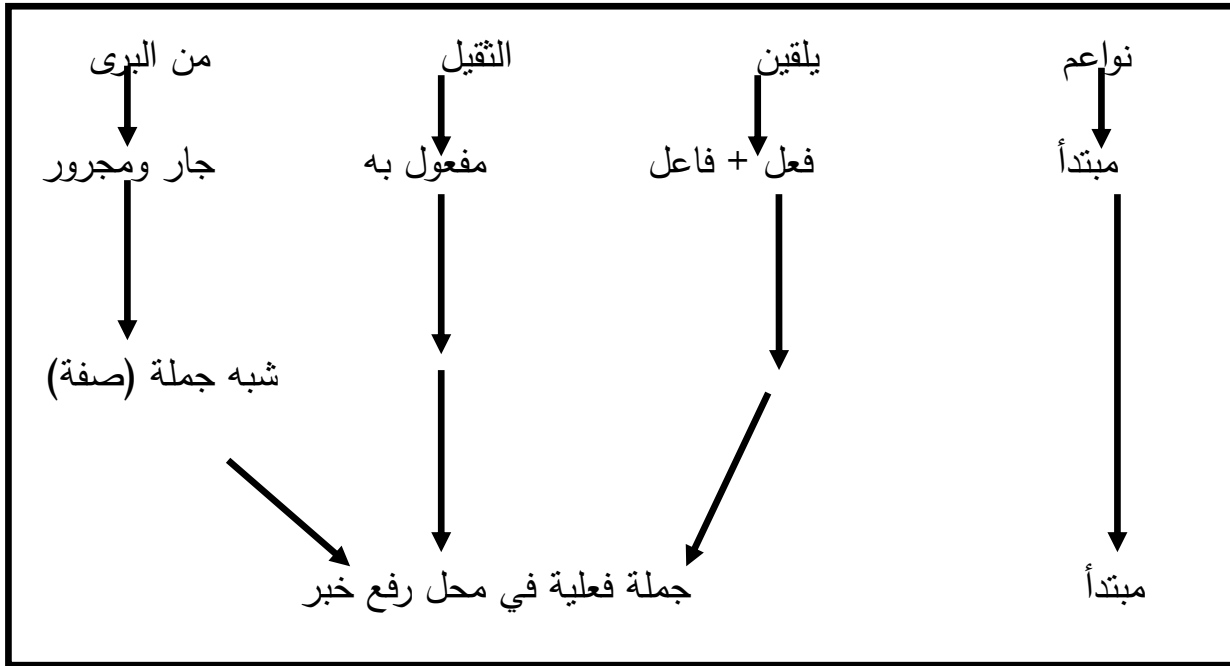 نواعم يلقين الثقيل من البرى
مبتدأ فعل + فاعل مفعول به جار ومجرور
شبه جملة (صفة)
مبتدأ جملة فعلية في محل رفع خبر